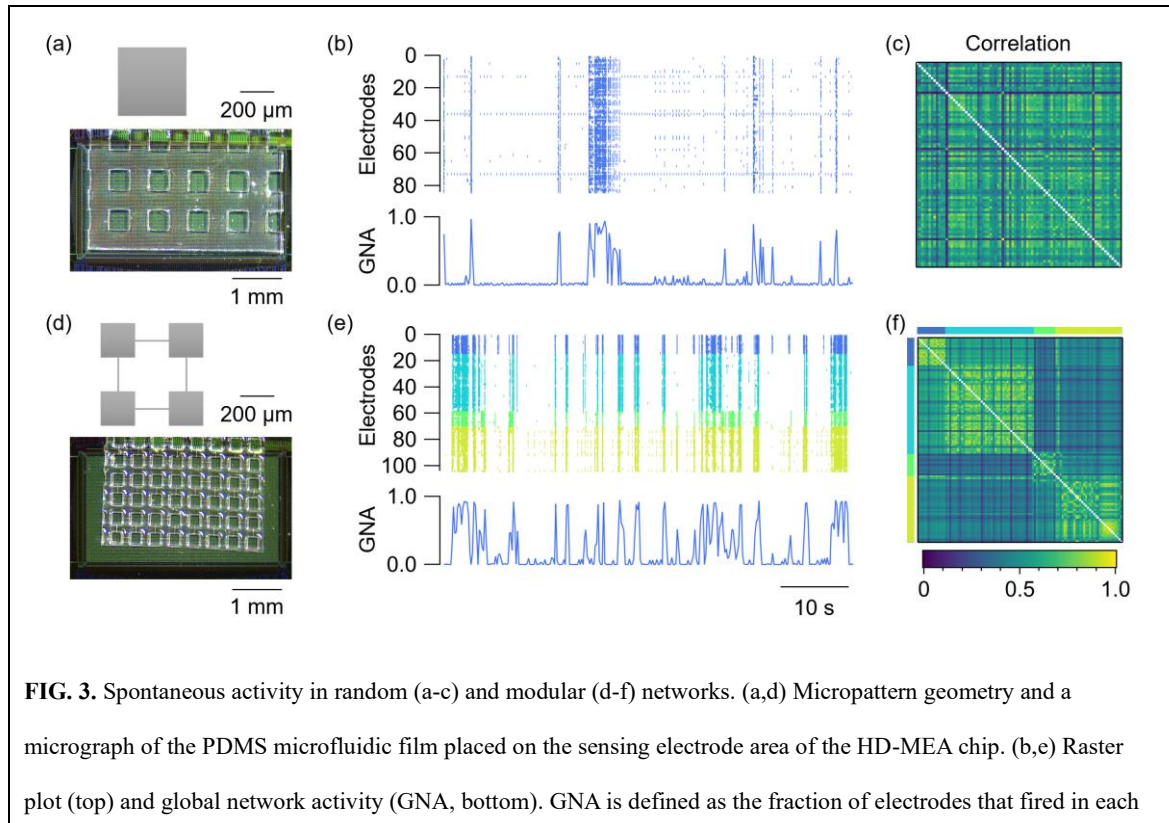 (a)
200 μm
1 mm
(b)
Electrodes
0
20
40
60
80
GNA
1.0
0.0
(c)
Correlation
(d)
200 μm
1 mm
(e)
Electrodes
0
20
40
60
80
100
GNA
1.0
0.0
10 s
(f)
0 0.5 1.0
FIG. 3. Spontaneous activity in random (a-c) and modular (d-f) networks. (a,d) Micropattern geometry and a
micrograph of the PDMS microfluidic film placed on the sensing electrode area of the HD-MEA chip. (b,e) Raster
plot (top) and global network activity (GNA, bottom). GNA is defined as the fraction of electrodes that fired in each